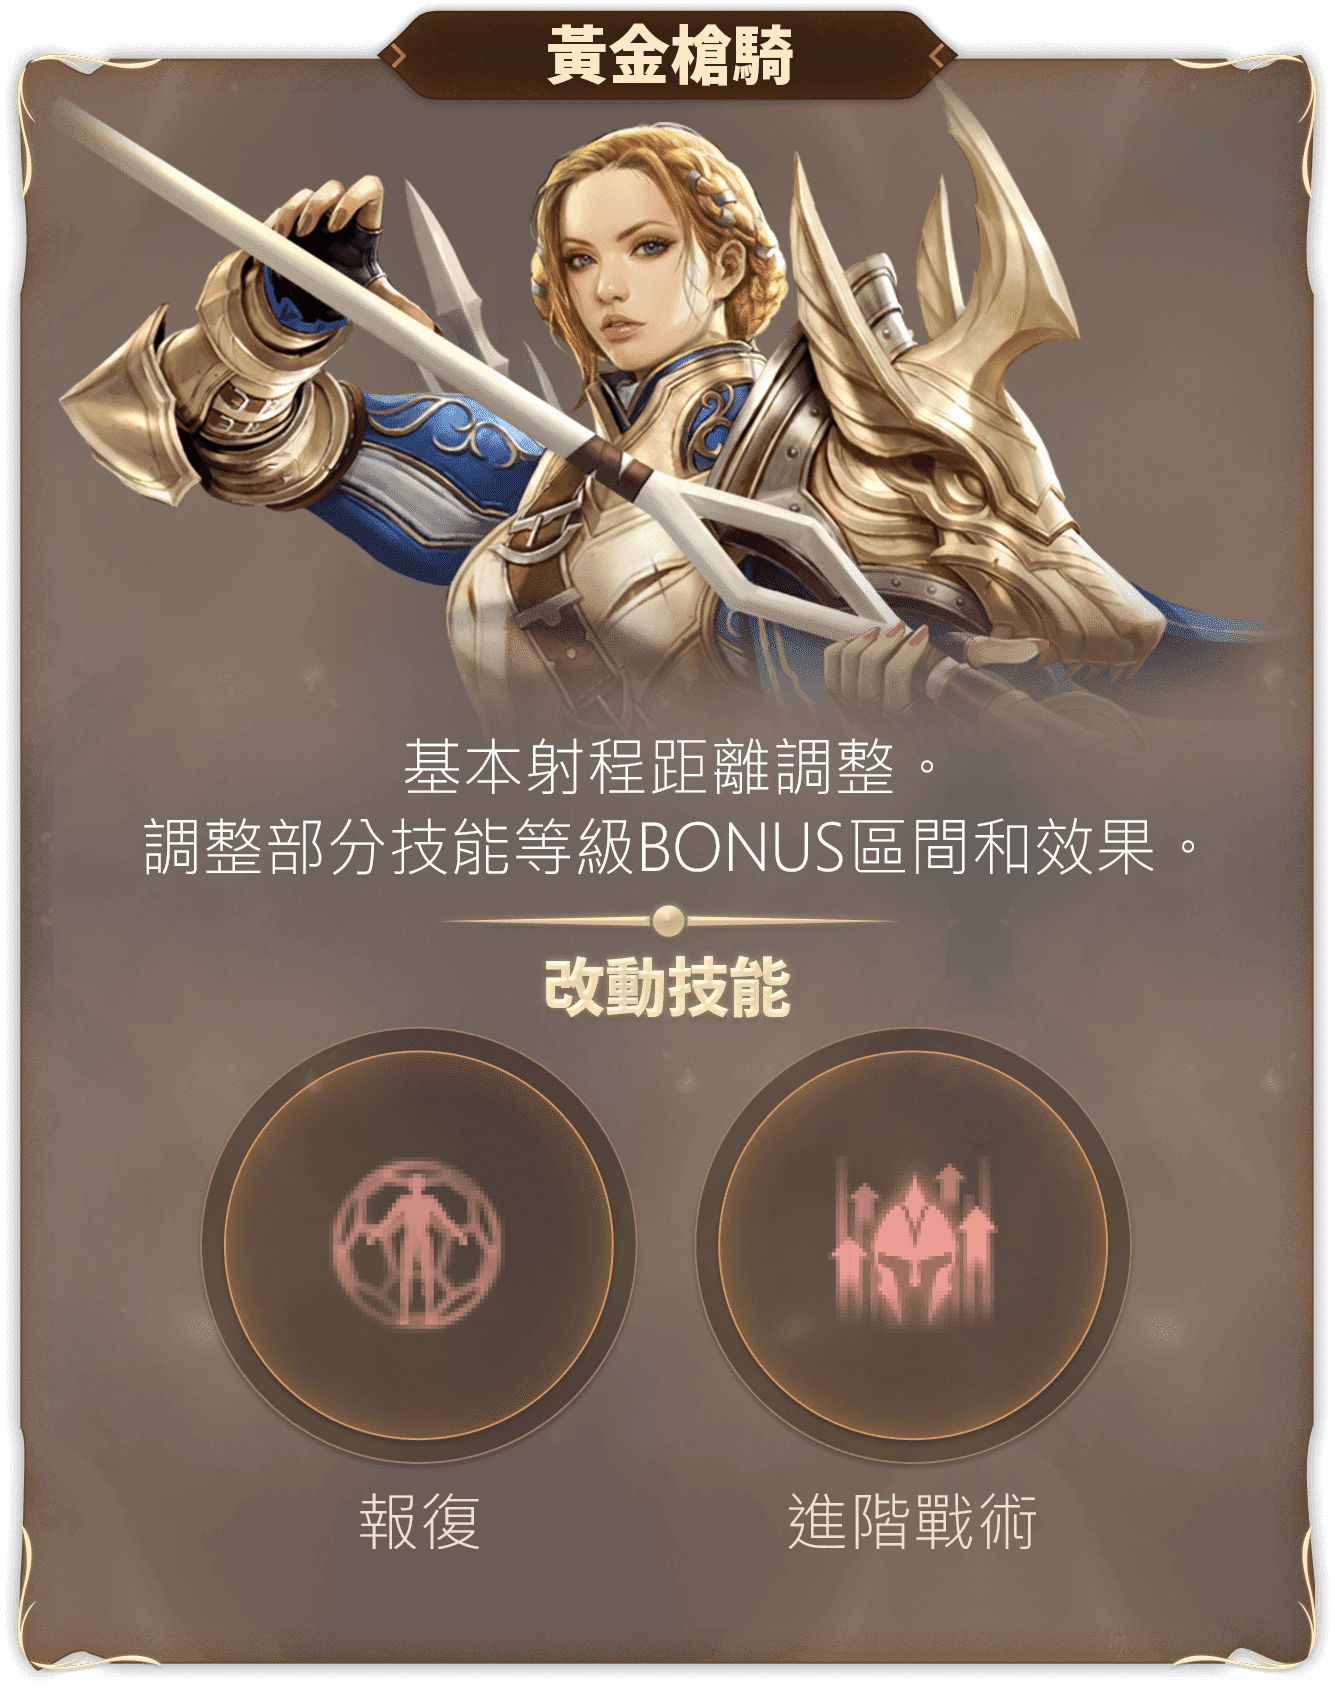 黃金槍騎
基本射程距離調整。
調整部分技能等級BONUS區間和效果。
改動技能
報復
進階戰術